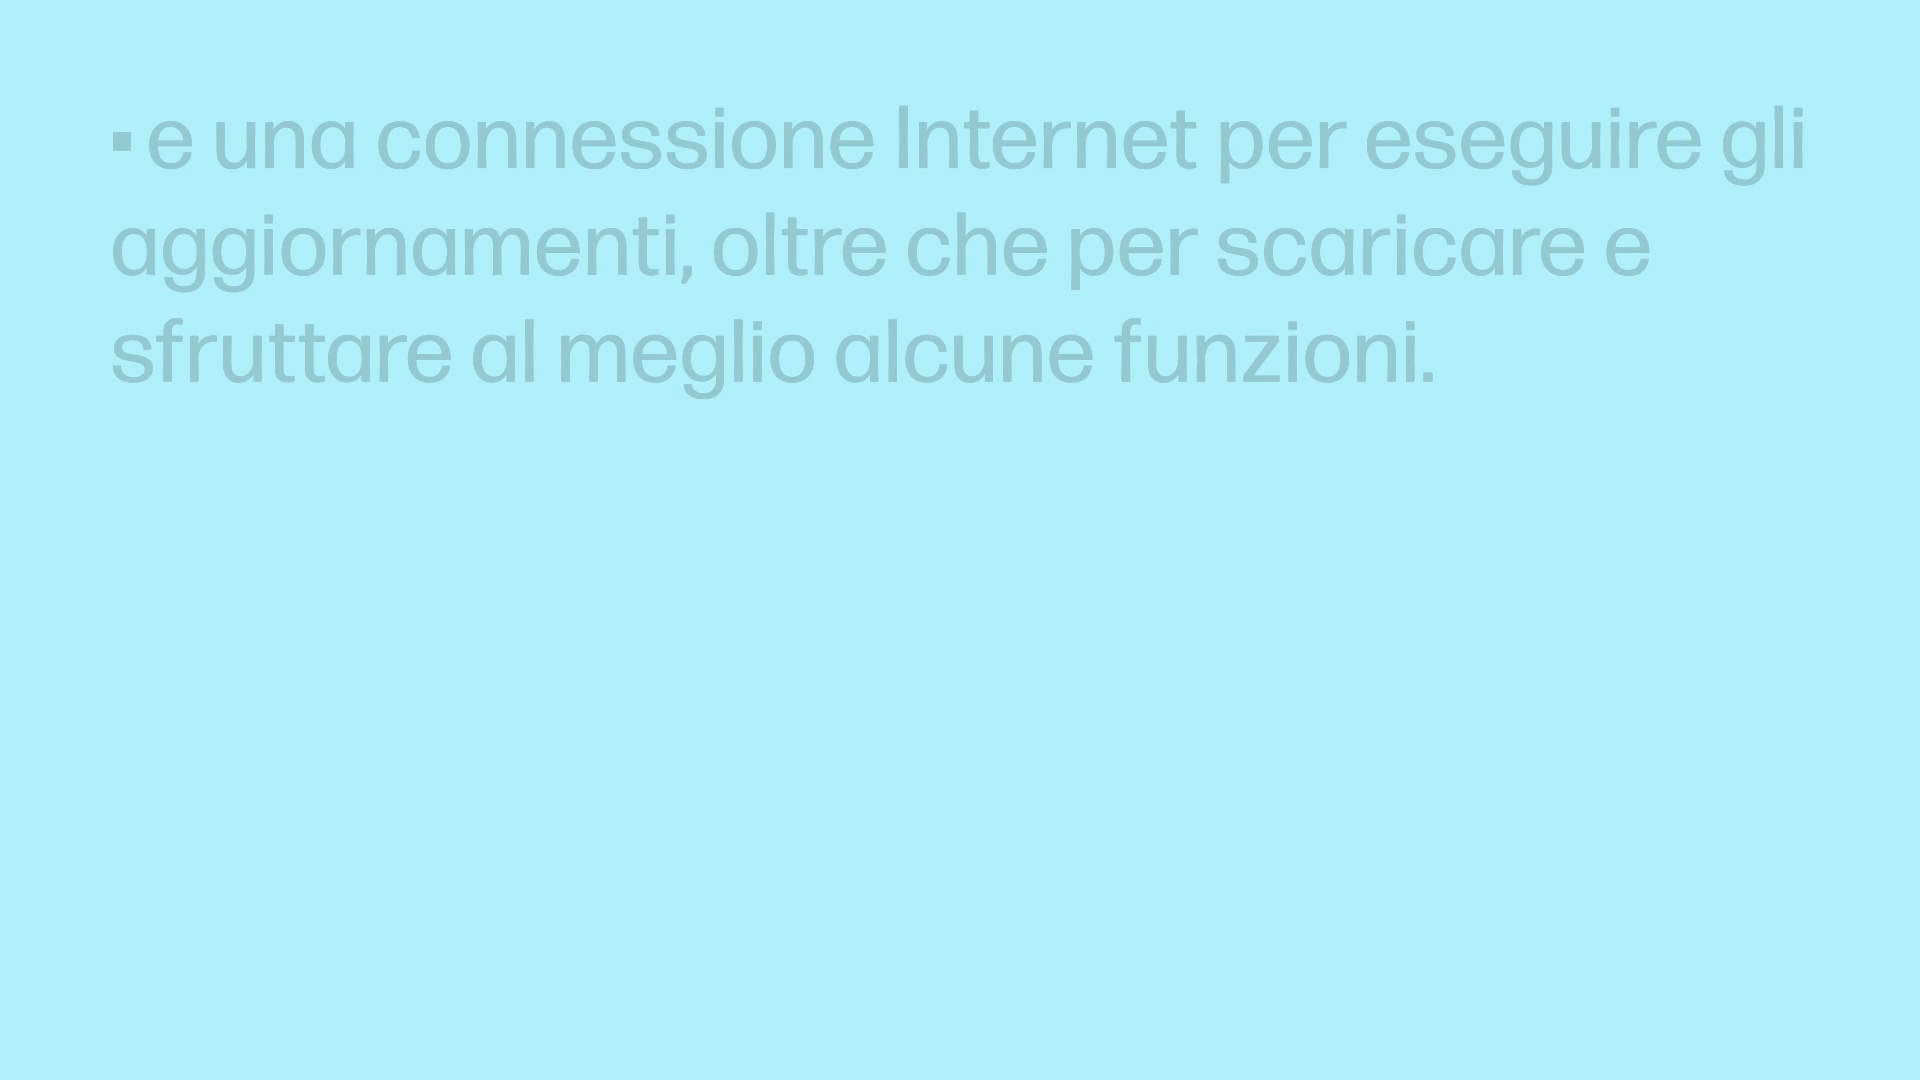 ▪ e una connessione Internet per eseguire gli
aggiornamenti, oltre che per scaricare e
sfruttare al meglio alcune funzioni.